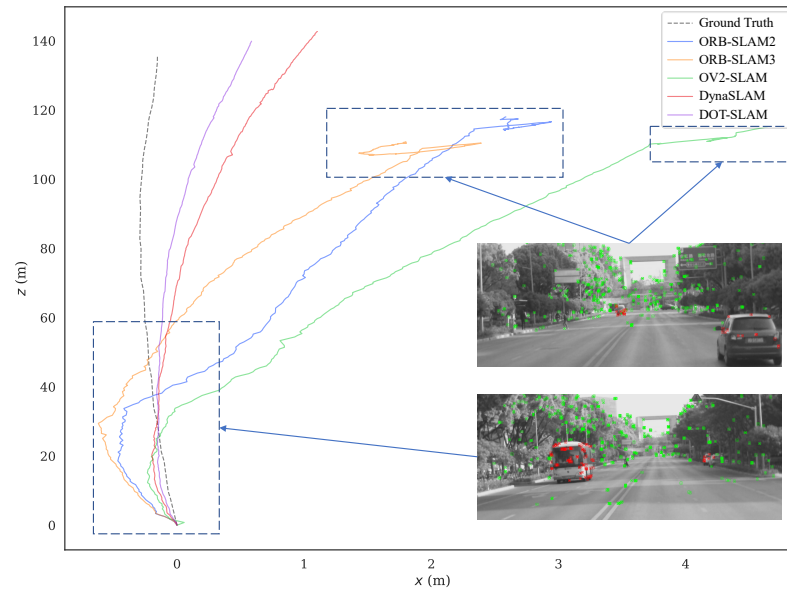 Ground Truth
ORB-SLAM2
ORB-SLAM3
OV2-SLAM
DynaSLAM
DOT-SLAM
140
120
100
80
60
40
20
0
z (m)
0
1
2
3
4
x (m)